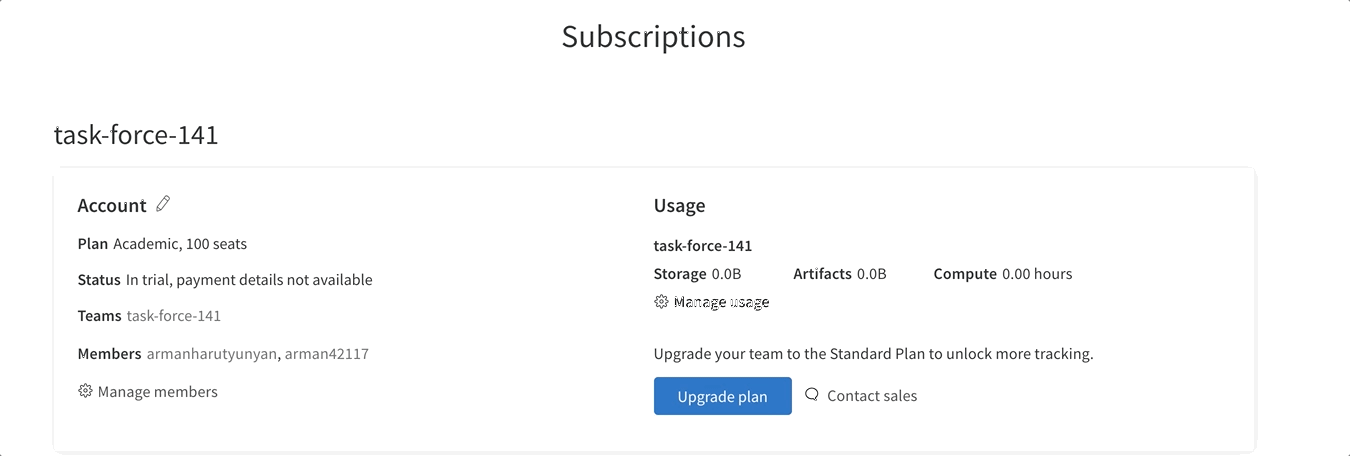 Subscriptions
task-force-141
Account
Plan Academic, 100 seats
Status In trial, payment details not available
Teams task-force-141
Members armanharutyunyan, arman42117
Manage members
Usage
task-force-141
Storage 0.0B Artifacts 0.0B Compute 0.00 hours
Manage usage
Upgrade your team to the Standard Plan to unlock more tracking.
Upgrade plan Contact sales